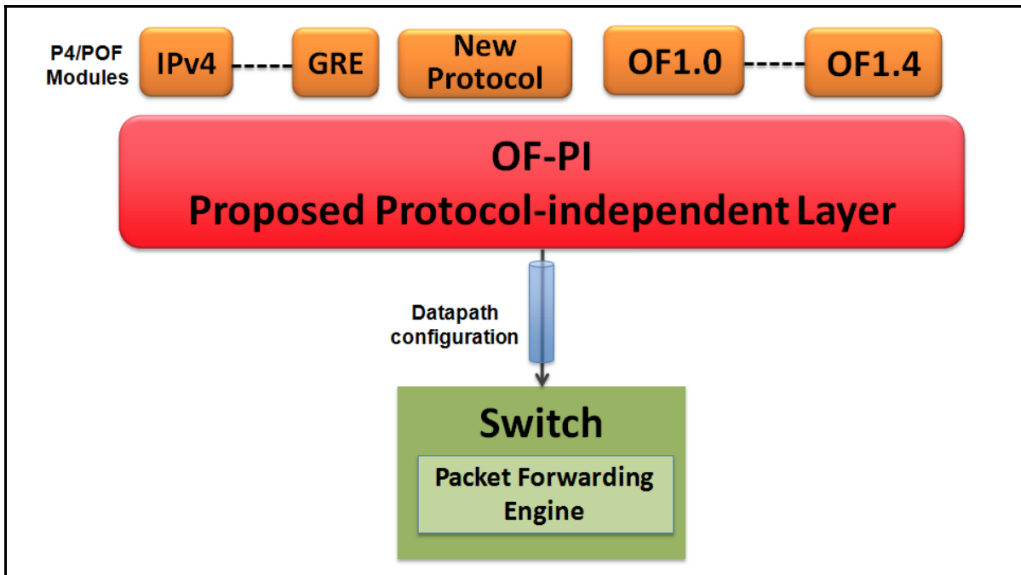 P4/POF
Modules
IPv4
GRE
New
Protocol
OF1.0
OF1.4
OF-PI
Proposed Protocol-independent Layer
Datapath
configuration
Switch
Packet Forwarding
Engine